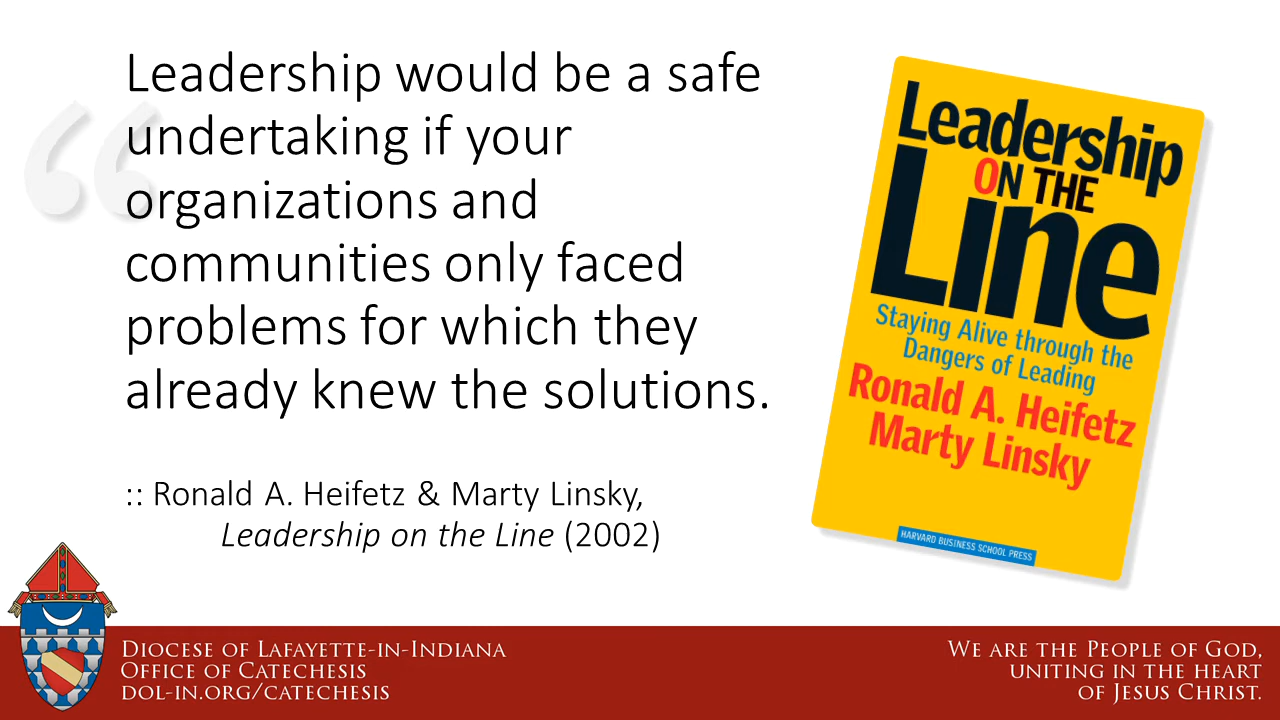 “
Leadership would be a safe
undertaking if your
organizations and
communities only faced
problems for which they
already knew the solutions.
:: Ronald A. Heifetz & Marty Linsky,
Leadership on the Line (2002)
Leadership
ON THE
Line
Staying Alive through the
Dangers of Leading
Ronald A. Heifetz
Marty Linsky
HARVARD BUSINESS SCHOOL PRESS
Diocese of Lafayette-in-Indiana
Office of Catechesis
dol-in.org/catechesis
We are the People of God,
uniting in the heart
of Jesus Christ.